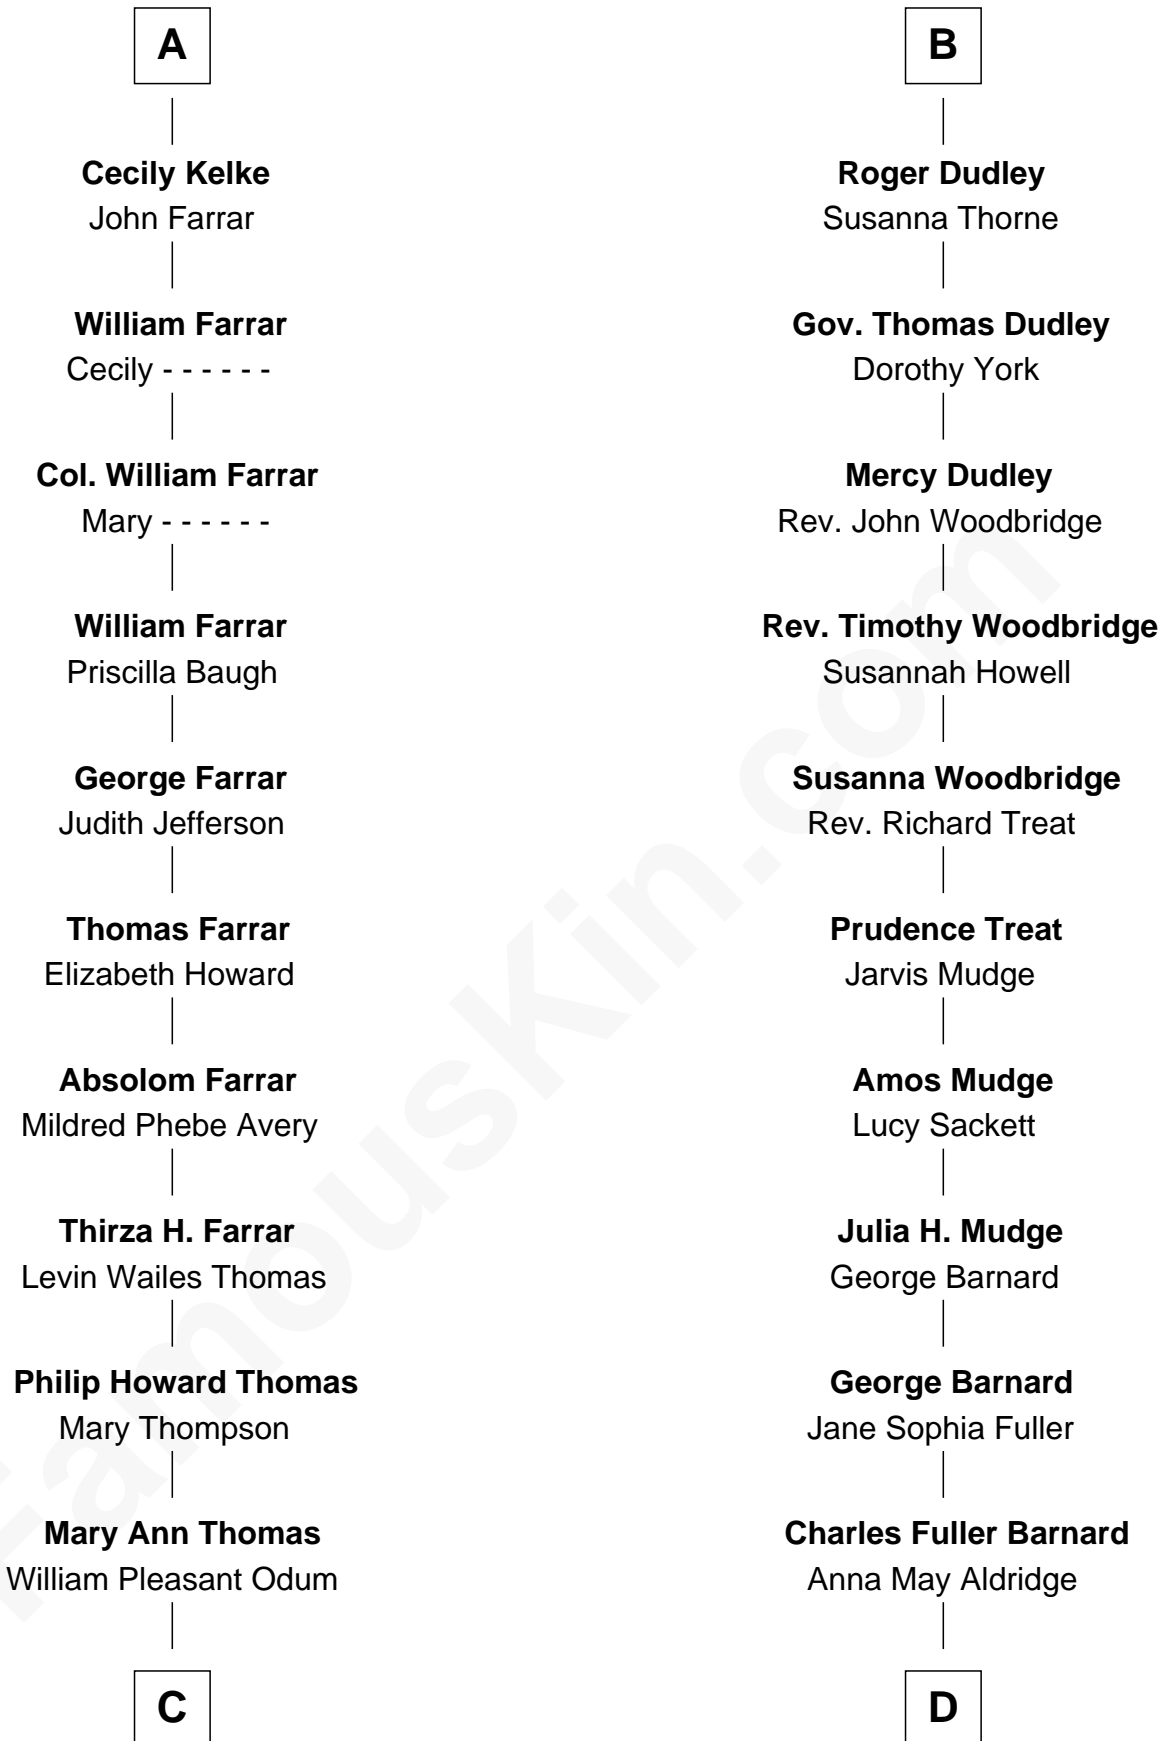 A
Cecily Kelke
John Farrar
William Farrar
Cecily - - - - - -
Col. William Farrar
Mary - - - - - -
William Farrar
Priscilla Baugh
George Farrar
Judith Jefferson
Thomas Farrar
Elizabeth Howard
Absolom Farrar
Mildred Phebe Avery
Thirza H. Farrar
Levin Wailes Thomas
Philip Howard Thomas
Mary Thompson
Mary Ann Thomas
William Pleasant Odum
C
B
Roger Dudley
Susanna Thorne
Gov. Thomas Dudley
Dorothy York
Mercy Dudley
Rev. John Woodbridge
Rev. Timothy Woodbridge
Susannah Howell
Susanna Woodbridge
Rev. Richard Treat
Prudence Treat
Jarvis Mudge
Amos Mudge
Lucy Sackett
Julia H. Mudge
George Barnard
George Barnard
Jane Sophia Fuller
Charles Fuller Barnard
Anna May Aldridge
D
FamousKin.com